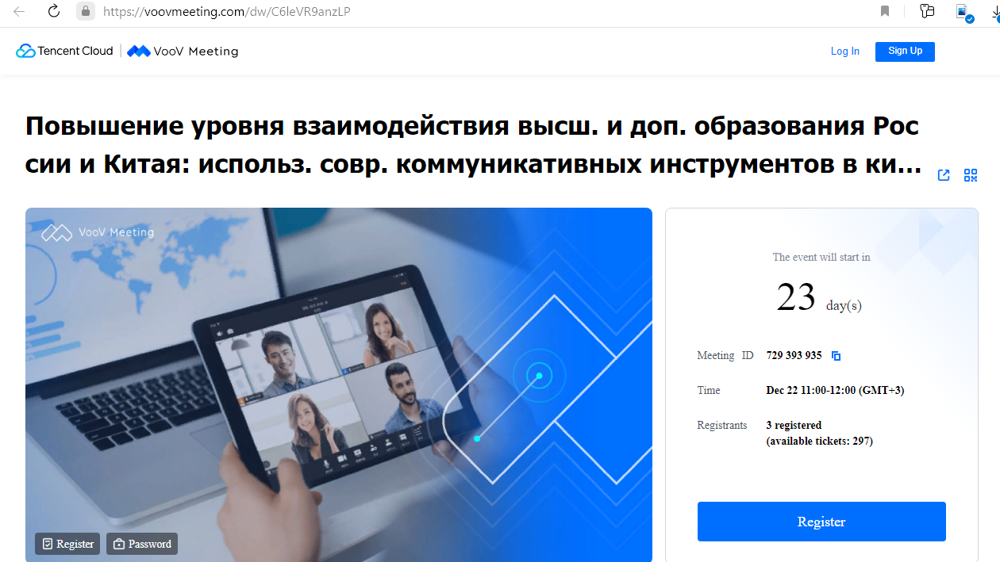 https://voovmeeting.com/dw/C6leVR9anzLP
Tencent Cloud | VooV Meeting
Log In
Sign Up
Повышение уровня взаимодействия высш. и доп. образования Рос
сии и Китая: использ. совр. коммуникативных инструментов в ки...
VooV Meeting
The event will start in
23 day(s)
Meeting ID 729 393 935
Time Dec 22 11:00-12:00 (GMT+3)
Registrants 3 registered
(available tickets: 297)
Register
Register
Password